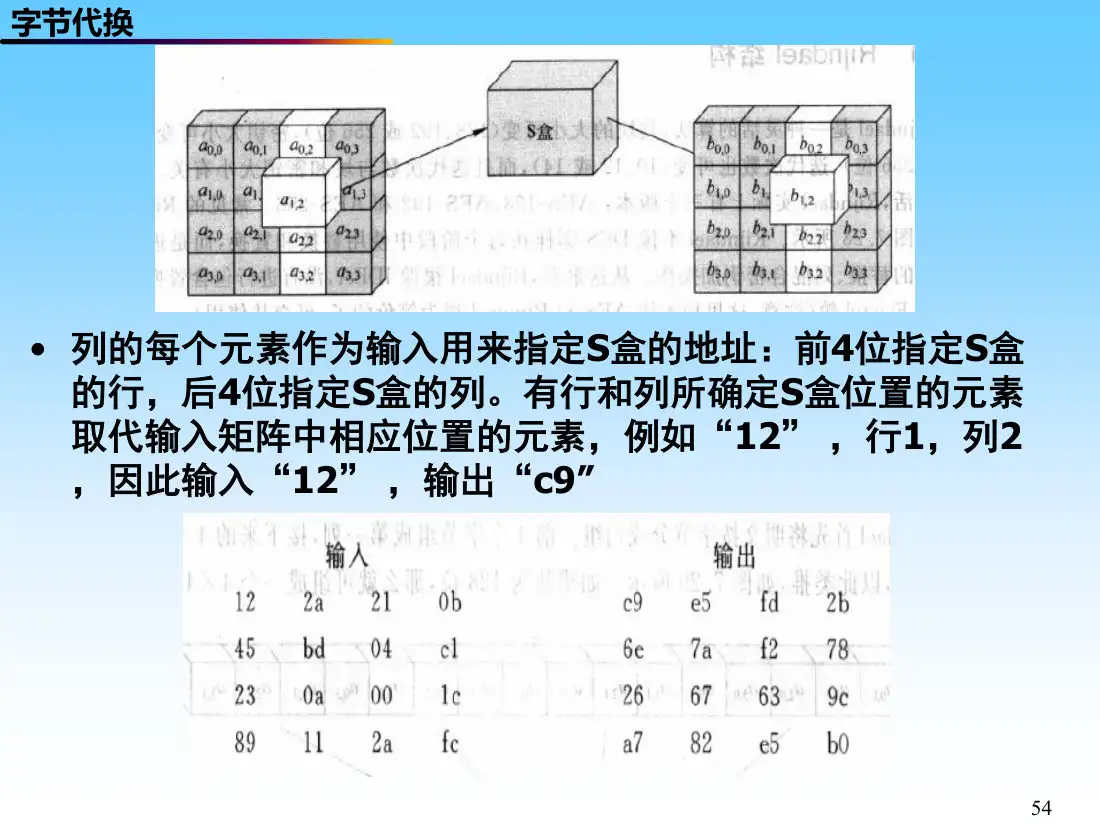 字节代换
S盒
a0,0 a0,1 a0,2 a0,3
a1,0 a1, a1,2 a1,3
a2,0 a2,1 a2,2 a2,3
a3,0 a3,1 a3,2 a3,3
b0,0 b0,1 b0,2 b0,3
b1,0 b1, b1,2 b1,3
b2,0 b2,1 b2,2 b2,3
b3,0 b3,1 b3,2 b3,3
• 列的每个元素作为输入用来指定S盒的地址：前4位指定S盒
的行，后4位指定S盒的列。有行和列所确定S盒位置的元素
取代输入矩阵中相应位置的元素，例如“12”，行1，列2
，因此输入“12”，输出“c9″
输入 输出
12 2a 21 0b c9 e5 fd 2b
45 bd 04 c1 6e 7a f2 78
23 0a 00 1c 26 67 63 9c
89 11 2a fc a7 82 e5 b0
54